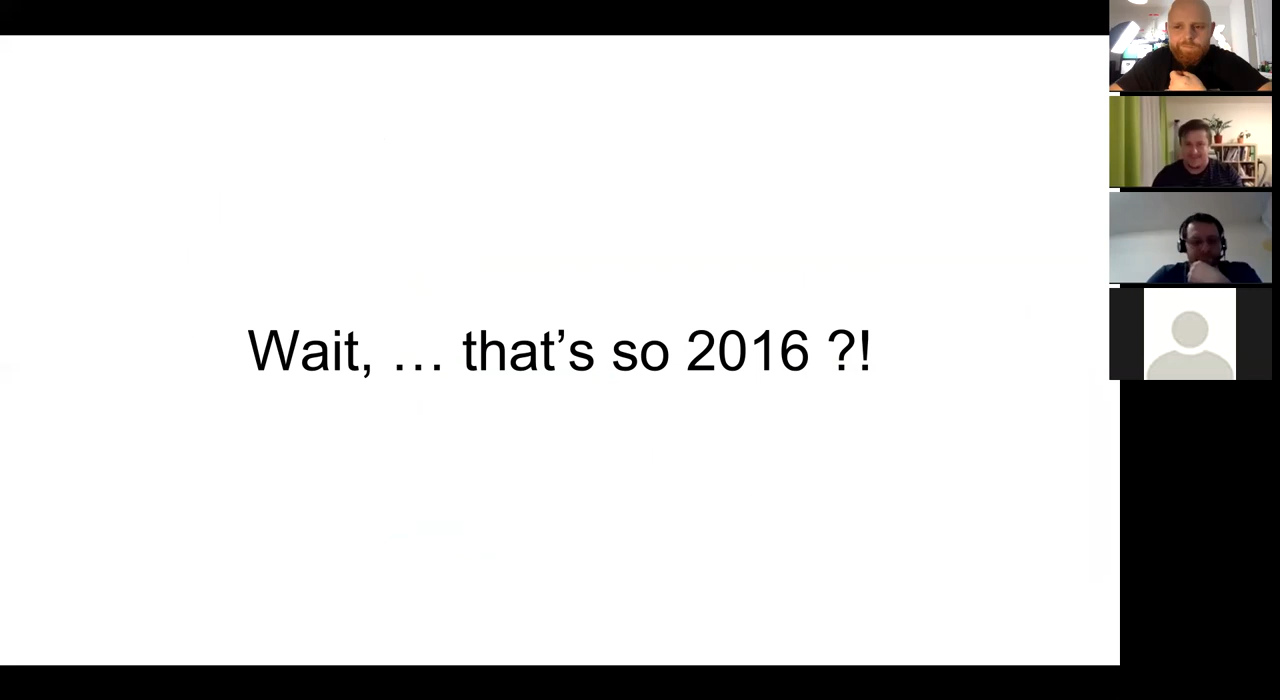 Wait, … that’s so 2016 ?!